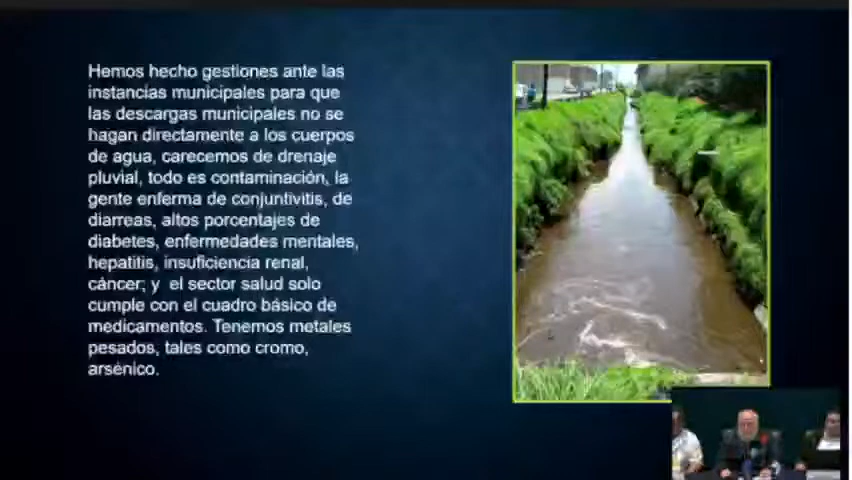 Hemos hecho gestiones ante las
instancias municipales para que
las descargas municipales no se
hagan directamente a los cuerpos
de agua, carecemos de drenaje
pluvial, todo es contaminación, la
gente enferma de conjuntivitis, de
diarreas, altos porcentajes de
diabetes, enfermedades mentales,
hepatitis, insuficiencia renal,
cáncer; y  el sector salud solo
cumple con el cuadro básico de
medicamentos. Tenemos metales
pesados, tales como cromo,
arsénico.